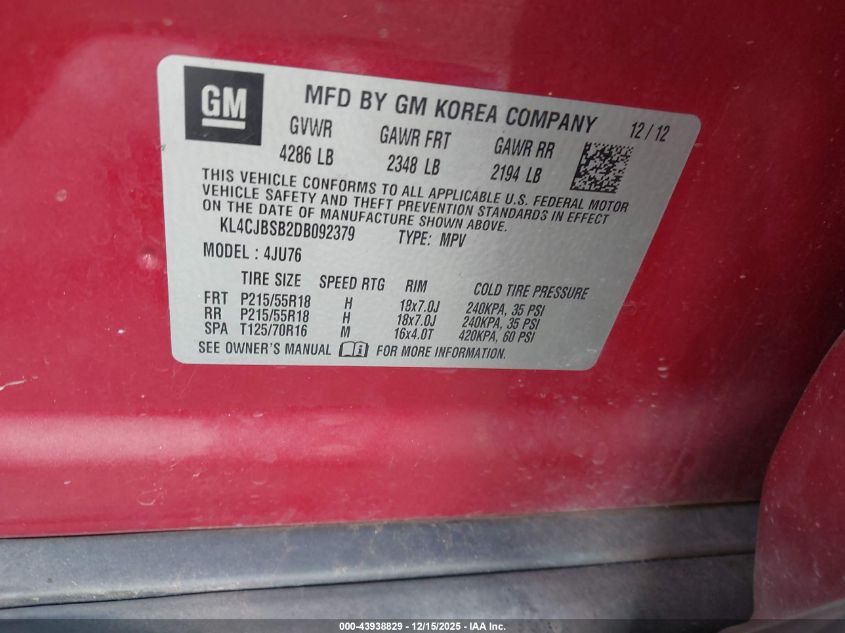 GM
MFD BY GM KOREA COMPANY 12/12
GVWR GAWR FRT GAWR RR
4286 LB 2348 LB 2194 LB
THIS VEHICLE CONFORMS TO ALL APPLICABLE U.S. FEDERAL MOTOR
VEHICLE SAFETY AND THEFT PREVENTION STANDARDS IN EFFECT
ON THE DATE OF MANUFACTURE SHOWN ABOVE.
KL4CJBSB2DB092379 TYPE: MPV
MODEL : 4JU76
TIRE SIZE SPEED RTG RIM COLD TIRE PRESSURE
FRT P215/55R18 H 18x7.0J 240KPA, 35 PSI
RR P215/55R18 H 18x7.0J 240KPA, 35 PSI
SPA T125/70R16 M 16x4.0T 420KPA, 60 PSI
SEE OWNER'S MANUAL FOR MORE INFORMATION.
000-43938829 - 12/15/2025 - IAA Inc.